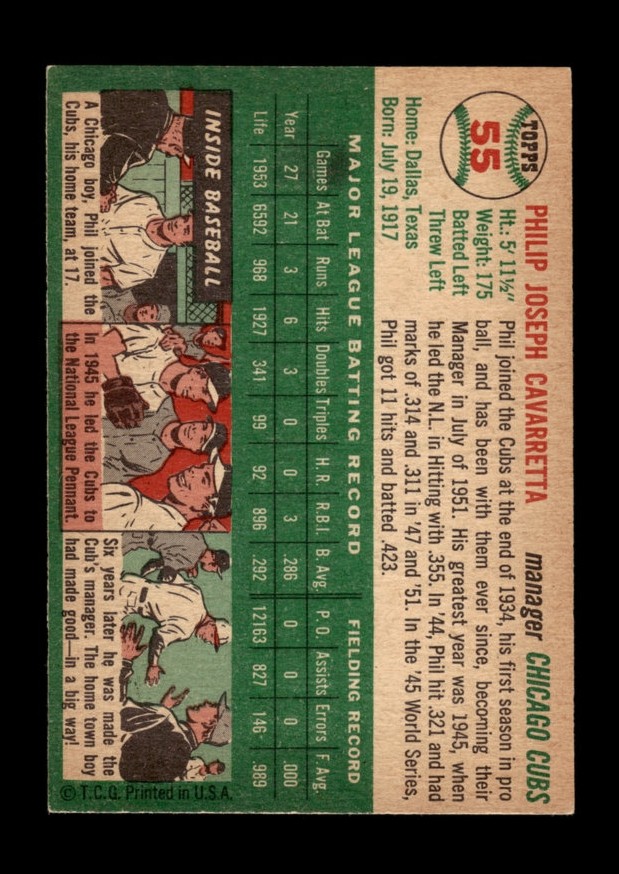 TOPPS
55
PHILIP JOSEPH CAVARRETTA manager CHICAGO CUBS
Ht.: 5' 11½"
Weight: 175
Batted Left
Threw Left
Home: Dallas, Texas
Born: July 19, 1917
Phil joined the Cubs at the end of 1934, his first season in pro
ball, and has been with them ever since, becoming their
Manager in July of 1951. His greatest year was 1945, when
he led the N.L. in Hitting with .355. In '44, Phil hit .321 and had
marks of .314 and .311 in '47 and '51. In the '45 World Series,
Phil got 11 hits and batted .423.
MAJOR LEAGUE BATTING RECORD FIELDING RECORD
Games At Bat Runs Hits Doubles Triples H. R. R.B.I. B. Avg. P. O. Assists Errors F. Avg.
Year 27 21 3 6 3 0 0 3 .286 0 0 0 .000
Life 1953 6592 968 1927 341 99 92 896 .292 12163 827 146 .989
INSIDE BASEBALL
A Chicago boy, Phil joined the
Cubs, his home team, at 17.
In 1945 he led the Cubs to
the National League Pennant.
Six years later he was made the
Cub's manager. The home town boy
had made good—in a big way!
© T.C.G. Printed in U.S.A.